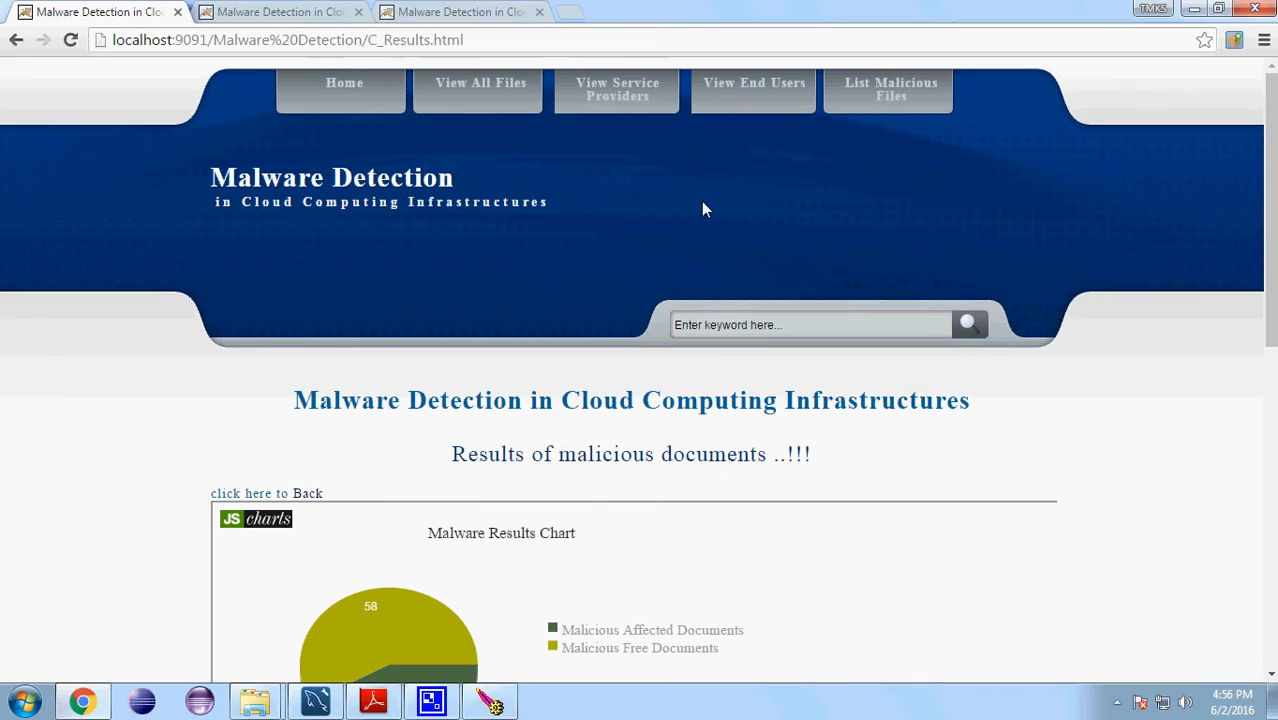 Malware Detection in Clo
Malware Detection in Clo
Malware Detection in Clo
TMKS
localhost:9091/Malware%20Detection/C_Results.html
Home
View All Files
View Service
Providers
View End Users
List Malicious
Files
Malware Detection
in Cloud Computing Infrastructures
Enter keyword here...
Malware Detection in Cloud Computing Infrastructures
Results of malicious documents ..!!!
click here to Back
JS charts
Malware Results Chart
58
Malicious Affected Documents
Malicious Free Documents
4:56 PM
6/2/2016